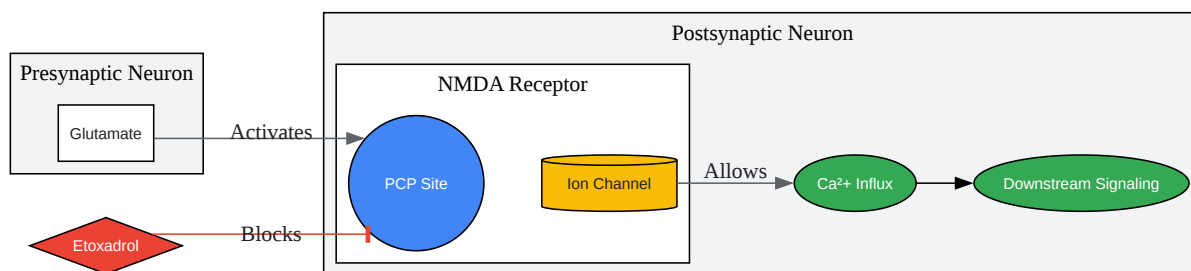 Postsynaptic Neuron
Presynaptic Neuron
NMDA Receptor
Glutamate
Activates
PCP Site
Ion Channel
Allows
Ca²+ Influx
Downstream Signaling
Etoxadrol
Blocks